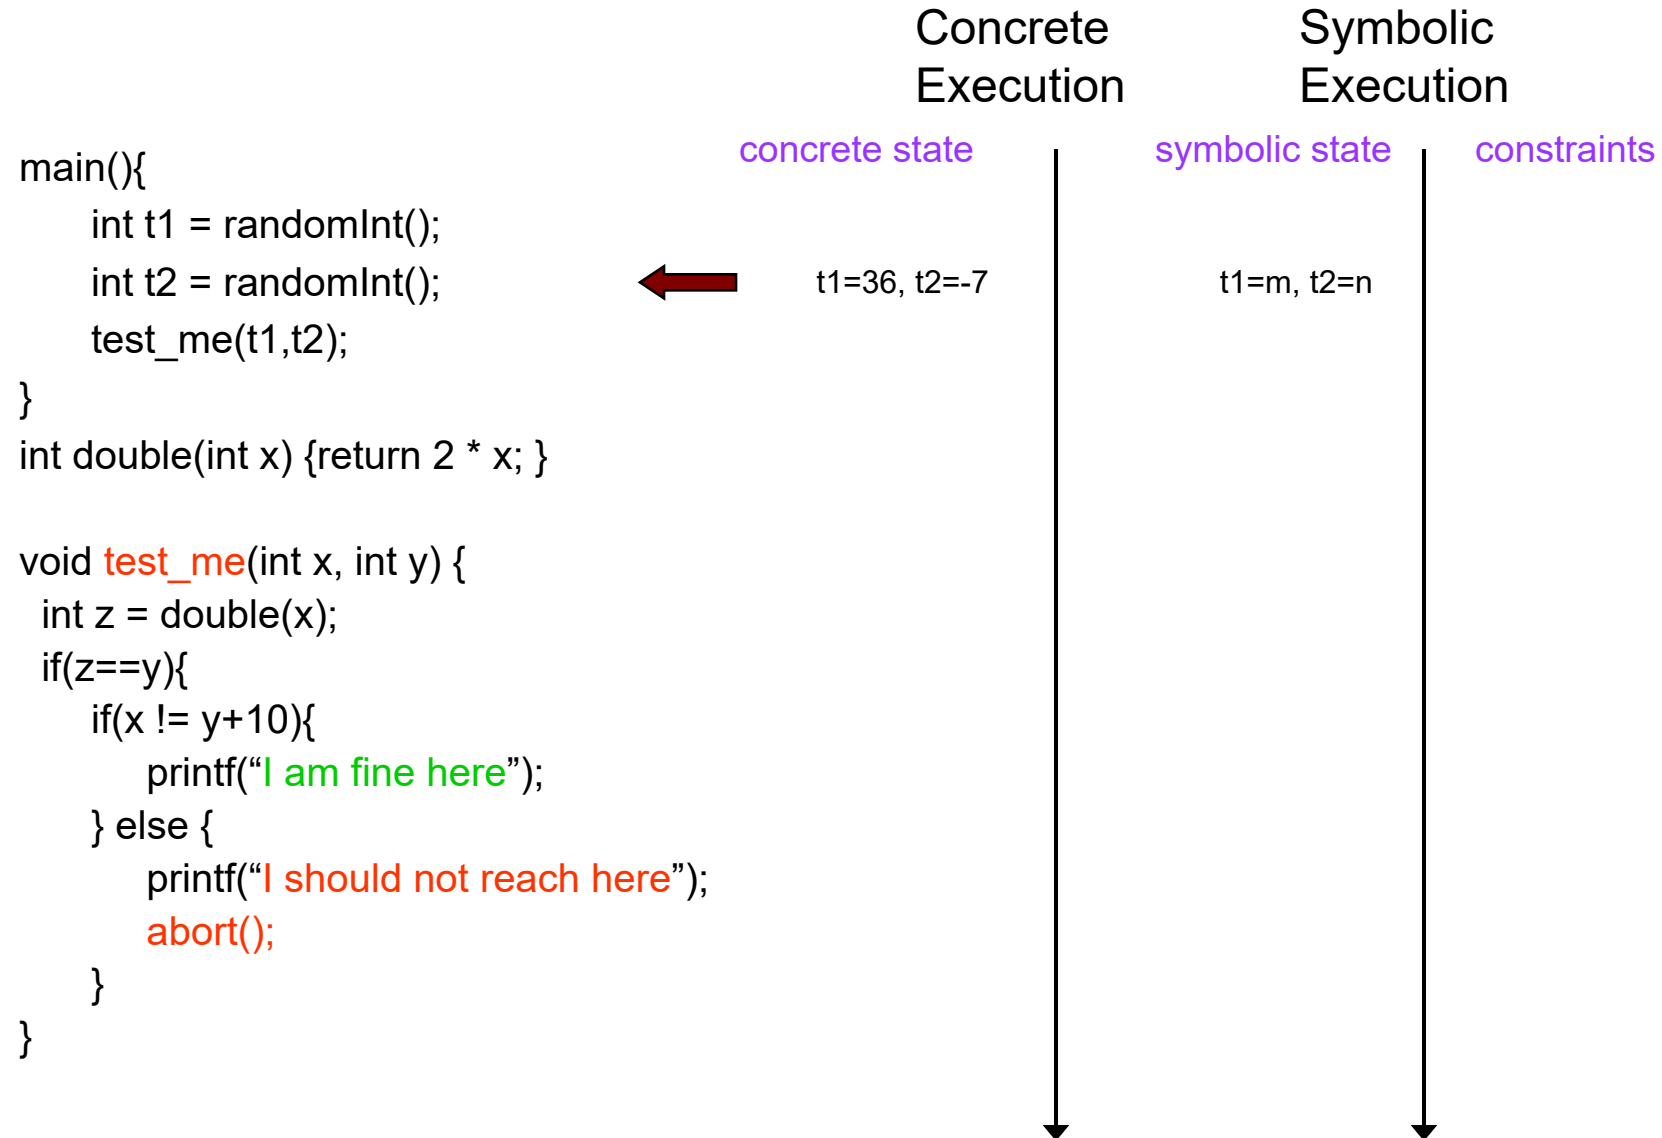 Concrete Execution
Symbolic Execution
concrete state
symbolic state
constraints
main(){
int t1 = randomInt();
int t2 = randomInt();
t1=36, t2=-7
t1=m, t2=n
test_me(t1,t2);
}
int double(int x) {return 2 * x; }
void test_me(int x, int y) {
int z = double(x);
if(z==y){
if(x != y+10){
printf(“I am fine here”);
} else {
printf(“I should not reach here”);
abort();
}
}